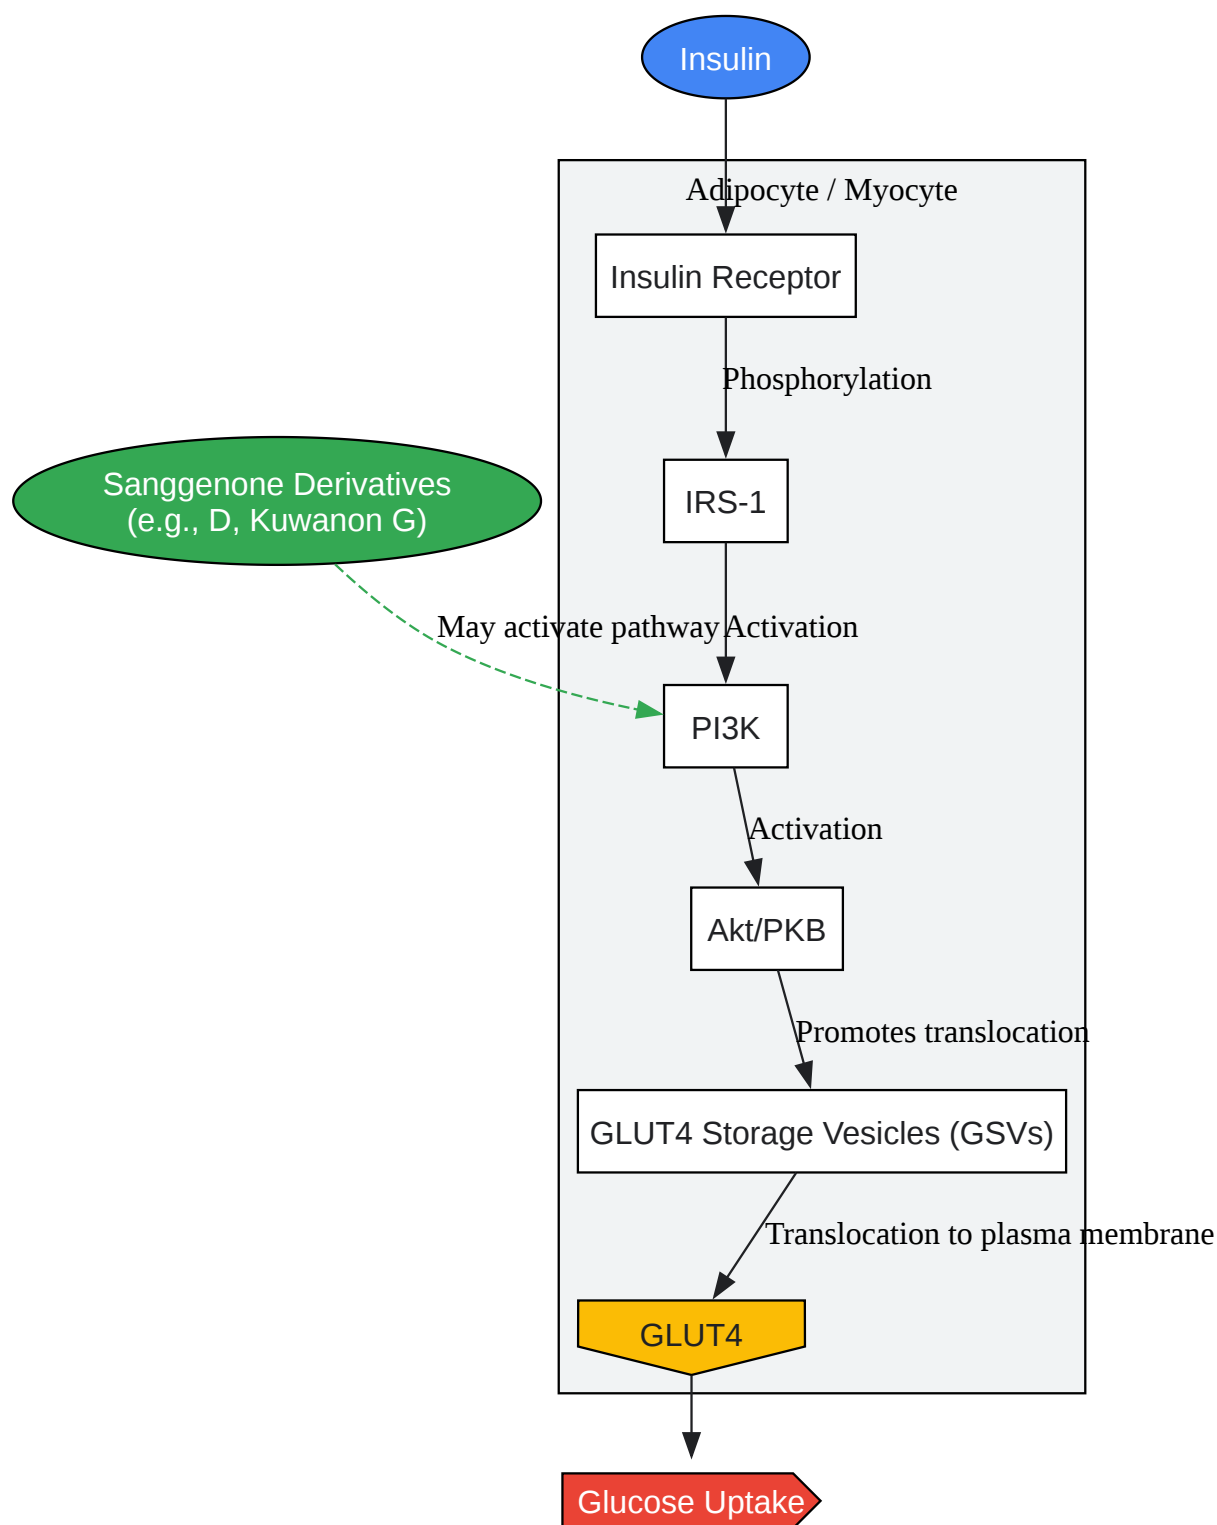 Insulin
Adipocyte / Myocyte
Insulin Receptor
Phosphorylation
Sanggenone Derivatives
(e.g., D, Kuwanon G)
IRS-1
May activate pathway
Activation
PI3K
Activation
Akt/PKB
Promotes translocation
GLUT4 Storage Vesicles (GSVs)
Translocation to plasma membrane
GLUT4
Glucose Uptake